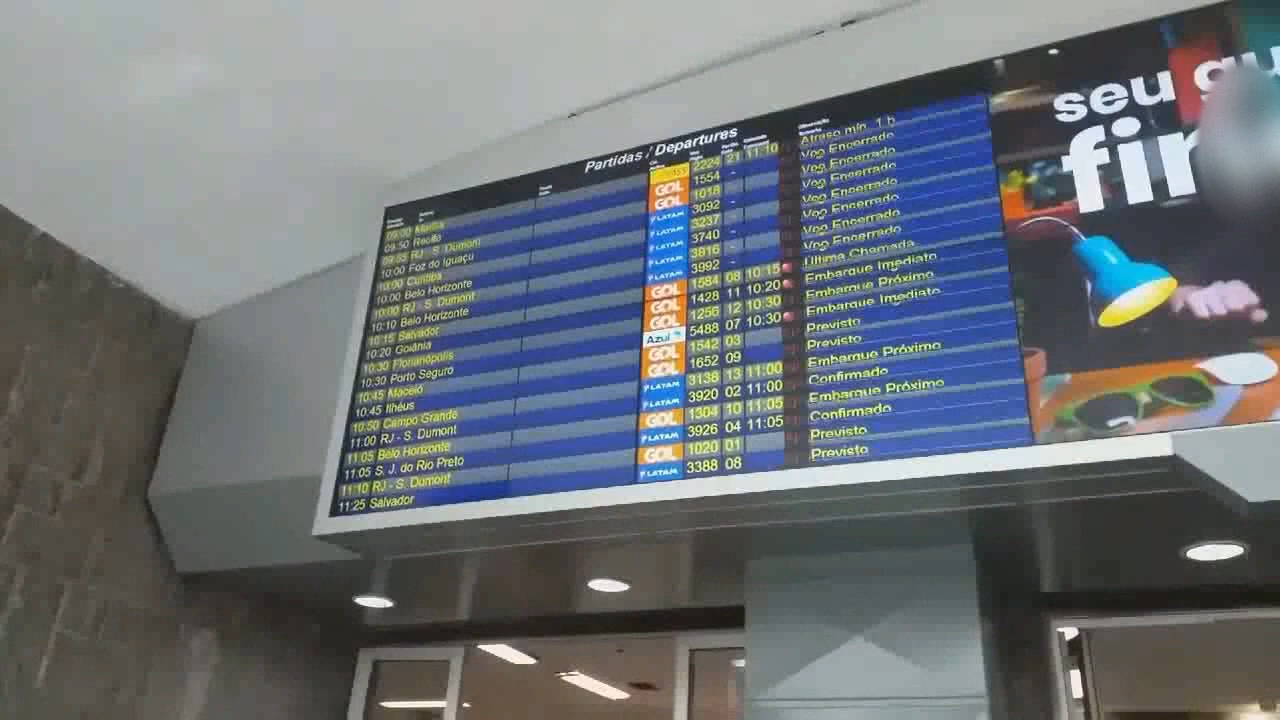 Partidas / Departures
09:00 Marília 2224 21 11:10 Atraso min. 1 h
09:50 Recife GOL 1554 - Voo Encerrado
09:55 RJ - S. Dumont GOL 1018 - Voo Encerrado
10:00 Foz do Iguaçu LATAM 3092 - Voo Encerrado
10:00 Curitiba LATAM 3237 - Voo Encerrado
10:00 Belo Horizonte LATAM 3740 - Voo Encerrado
10:00 RJ - S. Dumont LATAM 3816 - Voo Encerrado
10:10 Belo Horizonte LATAM 3992 - Voo Encerrado
10:15 Salvador GOL 1584 08 10:15 Última Chamada
10:20 Goiânia GOL 1428 11 10:20 Embarque Imediato
10:30 Florianópolis GOL 1256 12 10:30 Embarque Próximo
10:30 Porto Seguro Azul 5488 07 10:30 Embarque Imediato
10:45 Maceió GOL 1542 03 Previsto
10:45 Ilhéus GOL 1652 09 Previsto
10:50 Campo Grande LATAM 3138 13 11:00 Embarque Próximo
11:00 RJ - S. Dumont LATAM 3920 02 11:00 Confirmado
11:05 Belo Horizonte GOL 1304 10 11:05 Embarque Próximo
11:05 S. J. do Rio Preto LATAM 3926 04 11:05 Confirmado
11:10 RJ - S. Dumont GOL 1020 01 Previsto
11:25 Salvador LATAM 3388 08 Previsto
seu